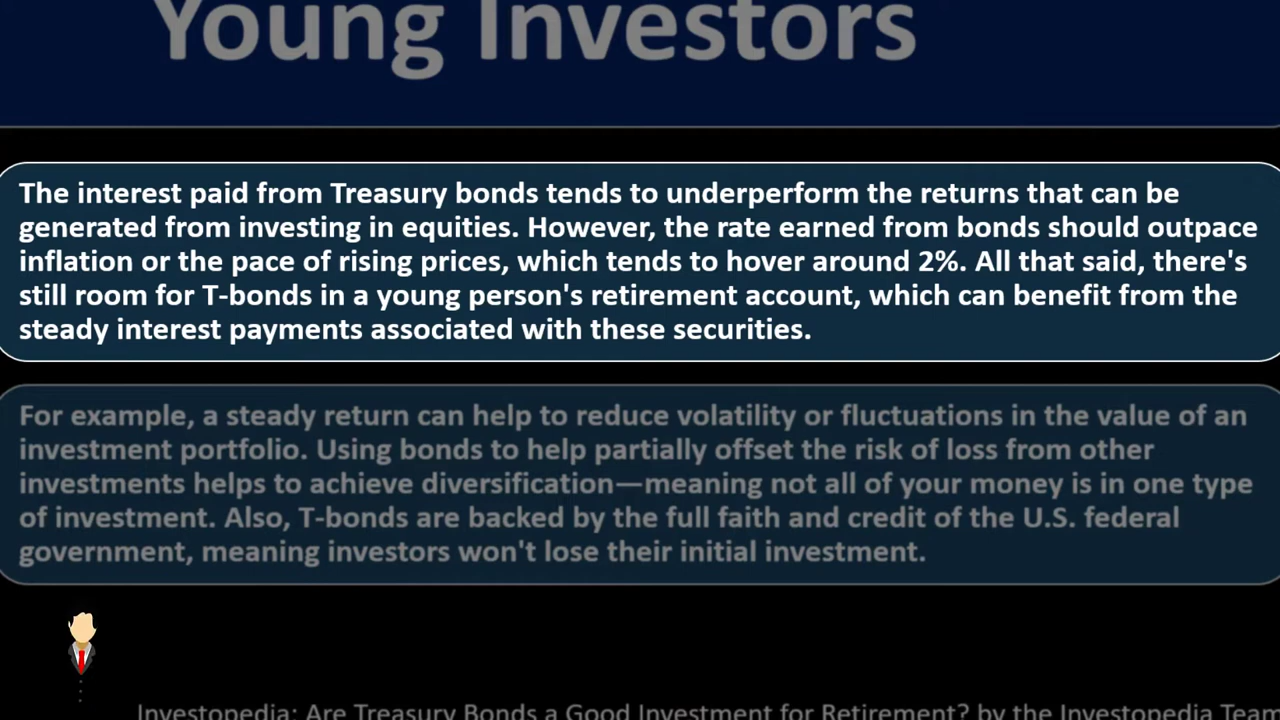 Young Investors
The interest paid from Treasury bonds tends to underperform the returns that can be
generated from investing in equities. However, the rate earned from bonds should outpace
inflation or the pace of rising prices, which tends to hover around 2%. All that said, there's
still room for T-bonds in a young person's retirement account, which can benefit from the
steady interest payments associated with these securities.
For example, a steady return can help to reduce volatility or fluctuations in the value of an
investment portfolio. Using bonds to help partially offset the risk of loss from other
investments helps to achieve diversification—meaning not all of your money is in one type
of investment. Also, T-bonds are backed by the full faith and credit of the U.S. federal
government, meaning investors won't lose their initial investment.
Investopedia: Are Treasury Bonds a Good Investment for Retirement? by the Investopedia Team